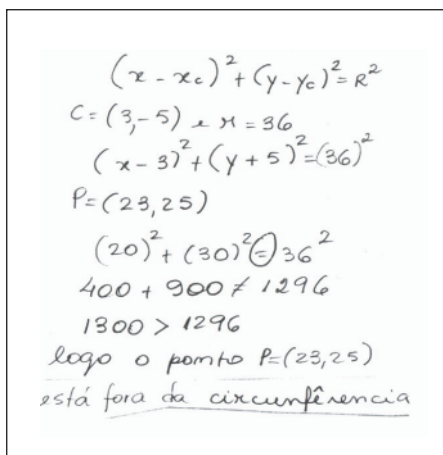 (x - xc)² + (y - yc)² = R²
C = (3, -5) e r = 36
(x - 3)² + (y + 5)² = (36)²
P = (23, 25)
(20)² + (30)² = 36²
400 + 900 ≠ 1296
1300 > 1296
logo o ponto P = (23, 25)
está fora da circunférencia